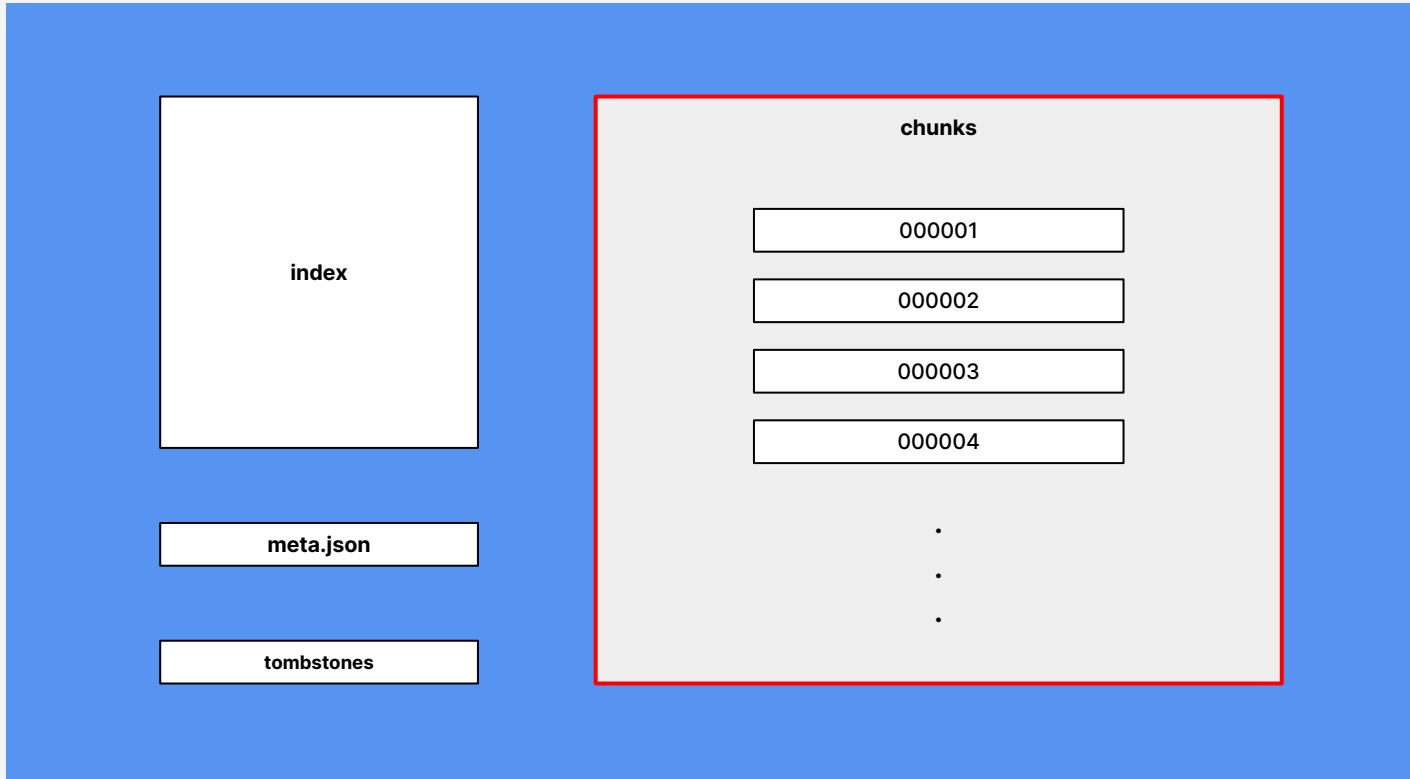 index
meta.json
tombstones
chunks
000001
000002
000003
000004
.
.
.